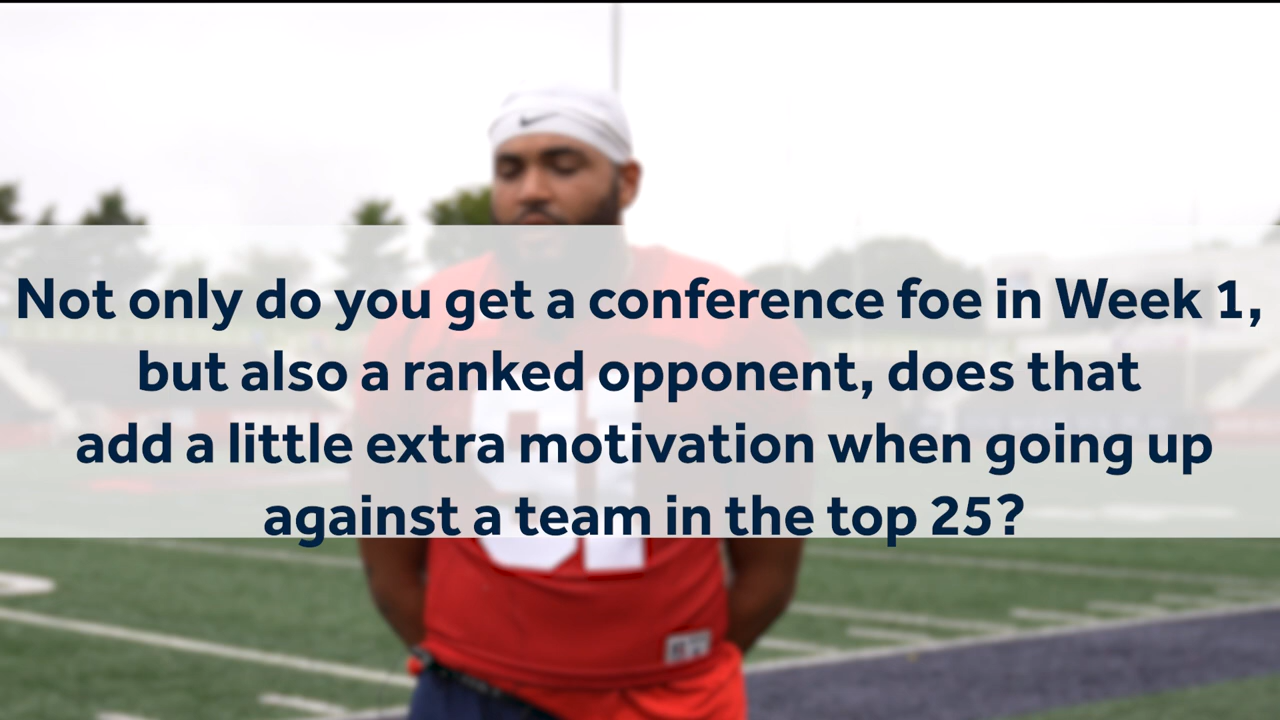 Not only do you get a conference foe in Week 1,
but also a ranked opponent, does that
add a little extra motivation when going up
against a team in the top 25?
91